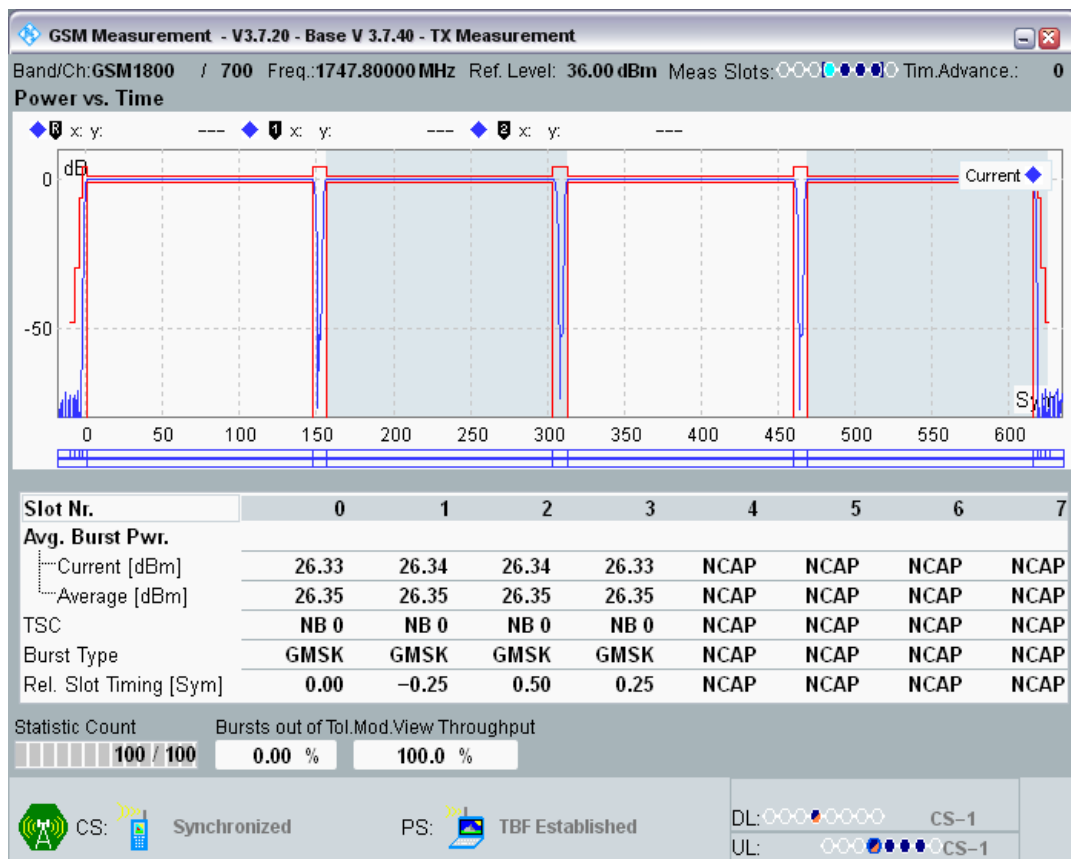 GSM Measurement - V3.7.20 - Base V 3.7.40 - TX Measurement
Band/Ch:GSM1800 / 700 Freq.:1747.80000 MHz Ref. Level: 36.00 dBm Meas Slots: Tim.Advance.: 0
Power vs. Time
R x: y: --- 1 x: y: --- 2 x: y: ---
dB
0
Current
-50
0 50 100 150 200 250 300 350 400 450 500 550 600
Slot Nr. 0 1 2 3 4 5 6 7
Avg. Burst Pwr.
Current [dBm] 26.33 26.34 26.34 26.33 NCAP NCAP NCAP NCAP
Average [dBm] 26.35 26.35 26.35 26.35 NCAP NCAP NCAP NCAP
TSC NB 0 NB 0 NB 0 NB 0 NCAP NCAP NCAP NCAP
Burst Type GMSK GMSK GMSK GMSK NCAP NCAP NCAP NCAP
Rel. Slot Timing [Sym] 0.00 −0.25 0.50 0.25 NCAP NCAP NCAP NCAP
Statistic Count Bursts out of Tol.Mod.View Throughput
100 / 100 0.00 % 100.0 %
DL: CS−1
CS: Synchronized PS: TBF Established
UL: CS−1